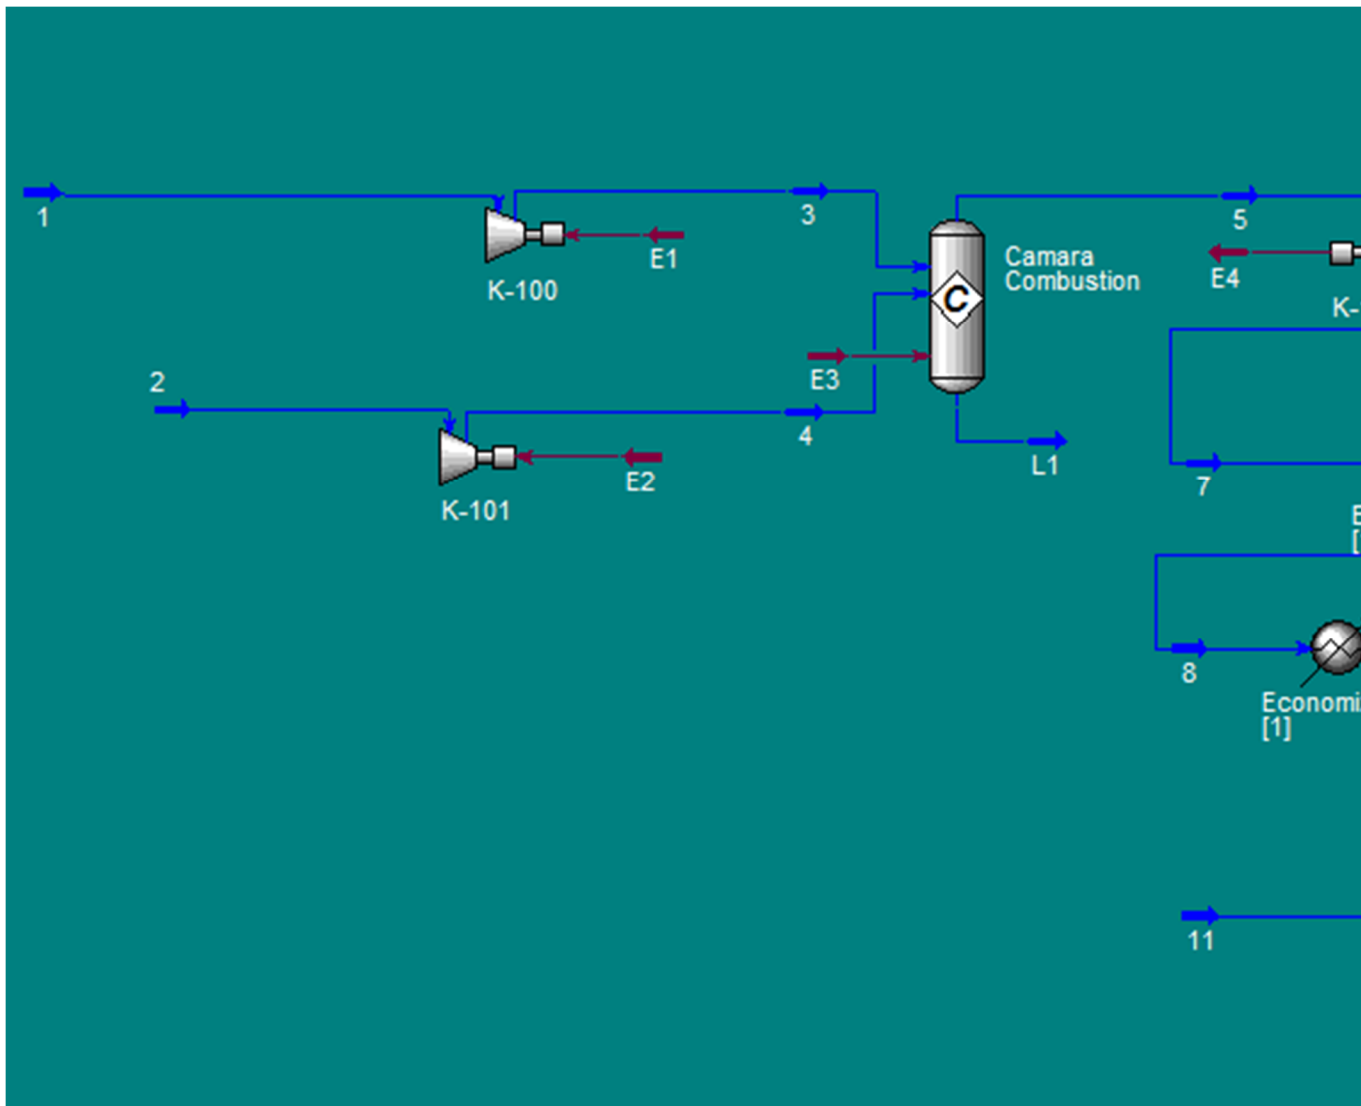 1
3
5
E1
K-100
Camara
Combustion
C
E4
K-
2
E3
4
E2
K-101
L1
7
[
8
Economi
[1]
11